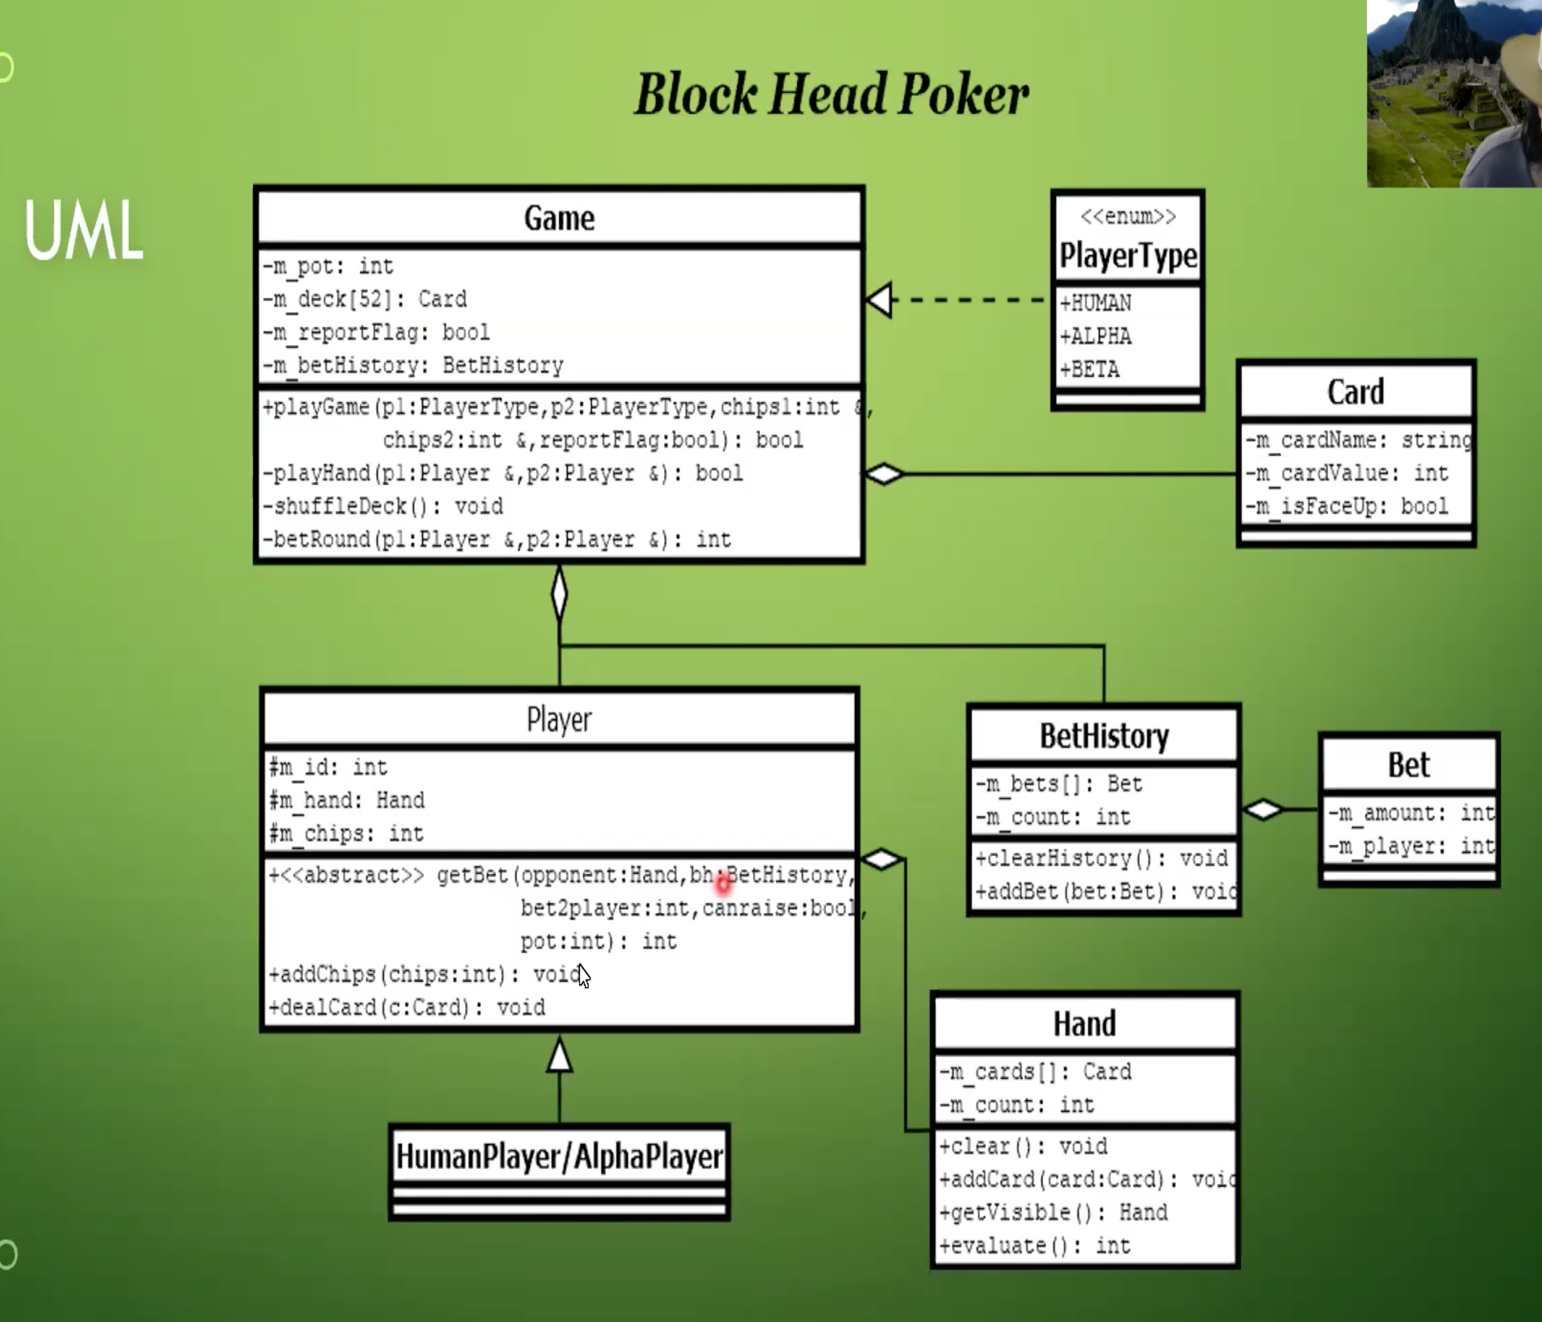 Block Head Poker
UML
Game
-m_pot: int
-m_deck[52]: Card
-m_reportFlag: bool
-m_betHistory: BetHistory
+playGame(p1:PlayerType,p2:PlayerType,chips1:int &,
chips2:int &,reportFlag:bool): bool
-playHand(p1:Player &,p2:Player &): bool
-shuffleDeck(): void
-betRound(p1:Player &,p2:Player &): int
<<enum>>
PlayerType
+HUMAN
+ALPHA
+BETA
Card
-m_cardName: string
-m_cardValue: int
-m_isFaceUp: bool
Player
#m_id: int
#m_hand: Hand
#m_chips: int
+<<abstract>> getBet(opponent:Hand,bh:BetHistory,
bet2player:int,canraise:bool,
pot:int): int
+addChips(chips:int): void
+dealCard(c:Card): void
BetHistory
-m_bets[]: Bet
-m_count: int
+clearHistory(): void
+addBet(bet:Bet): void
Bet
-m_amount: int
-m_player: int
Hand
-m_cards[]: Card
-m_count: int
+clear(): void
+addCard(card:Card): void
+getVisible(): Hand
+evaluate(): int
HumanPlayer/AlphaPlayer